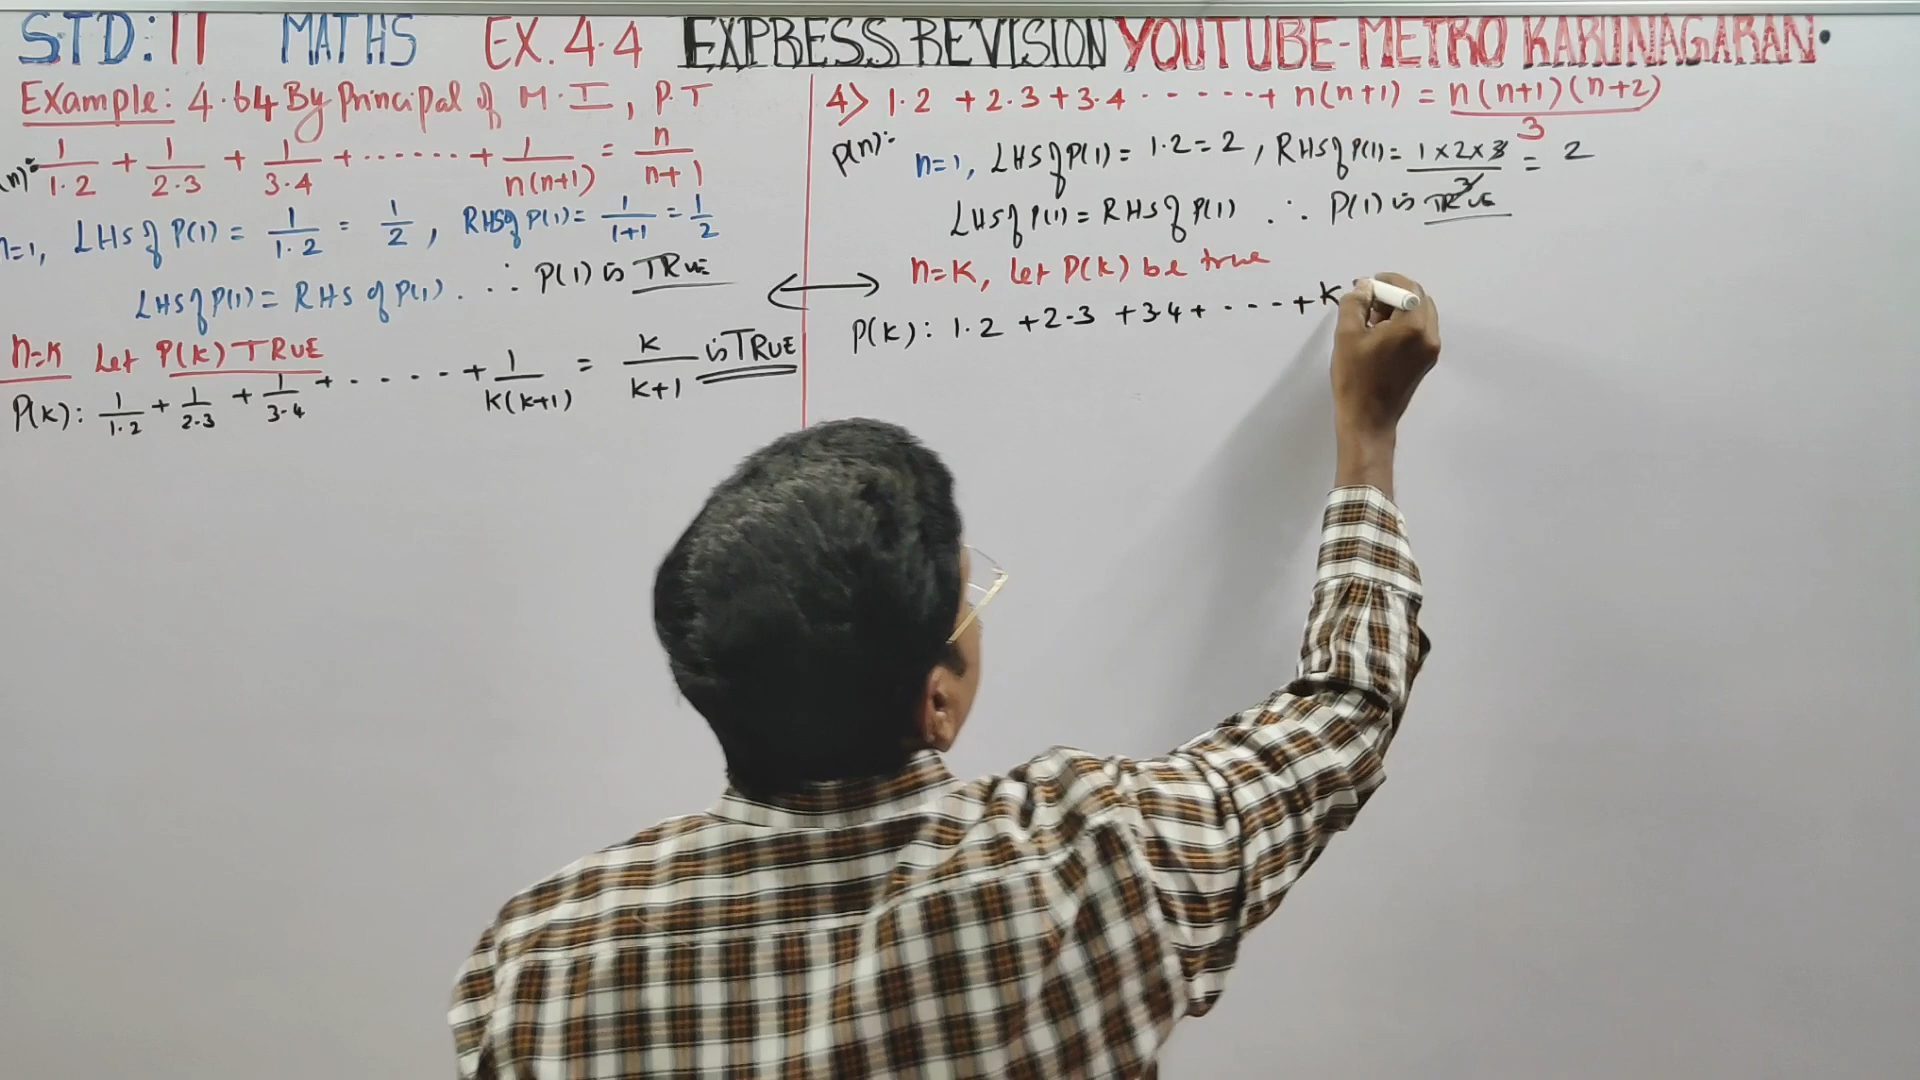 STD:11 MATHS EX.4.4 EXPRESS REVISION YOUTUBE-METRO KARUNAGARAN.
Example: 4.64 By Principal of M.I, P.T
(n): 1/1.2 + 1/2.3 + 1/3.4 + ...... + 1/n(n+1) = n/n+1
n=1, LHS of P(1) = 1/1.2 = 1/2, RHS of P(1) = 1/1+1 = 1/2
LHS of P(1) = RHS of P(1). ∴ P(1) is TRUE
n=k Let P(k) TRUE
P(k): 1/1.2 + 1/2.3 + 1/3.4 + ..... + 1/k(k+1) = k/k+1 is TRUE
4) 1.2 + 2.3 + 3.4 ...... + n(n+1) = n(n+1)(n+2)/3
p(n):- n=1, LHS of P(1) = 1.2 = 2, RHS of P(1) = 1×2×3/3 = 2
LHS of P(1) = RHS of P(1) ∴ P(1) is TRUE
n=K, let P(k) be true
P(k): 1.2 + 2.3 + 3.4 + .... + k